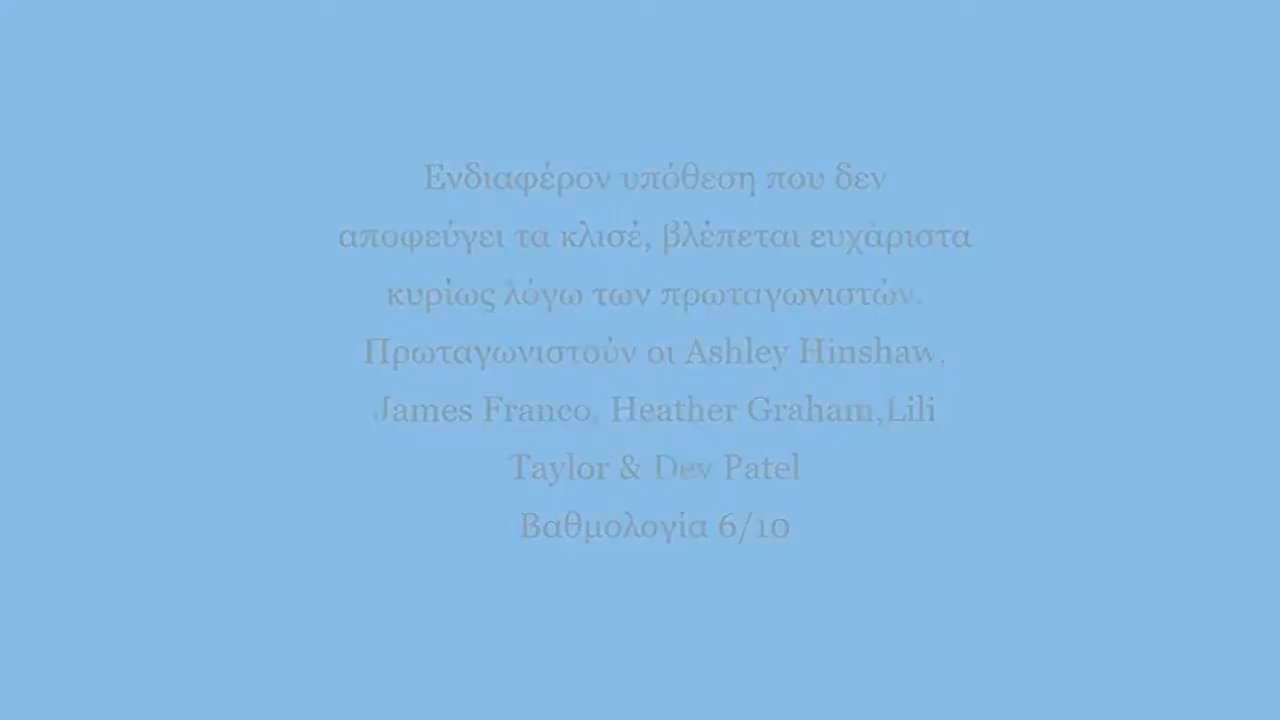 Ενδιαφέρον υπόθεση που δεν
αποφεύγει τα κλισέ, βλέπεται ευχάριστα
κυρίως λόγω των πρωταγωνιστών.
Πρωταγωνιστούν οι Ashley Hinshaw,
James Franco, Heather Graham,Lili
Taylor & Dev Patel
Βαθμολογία 6/10